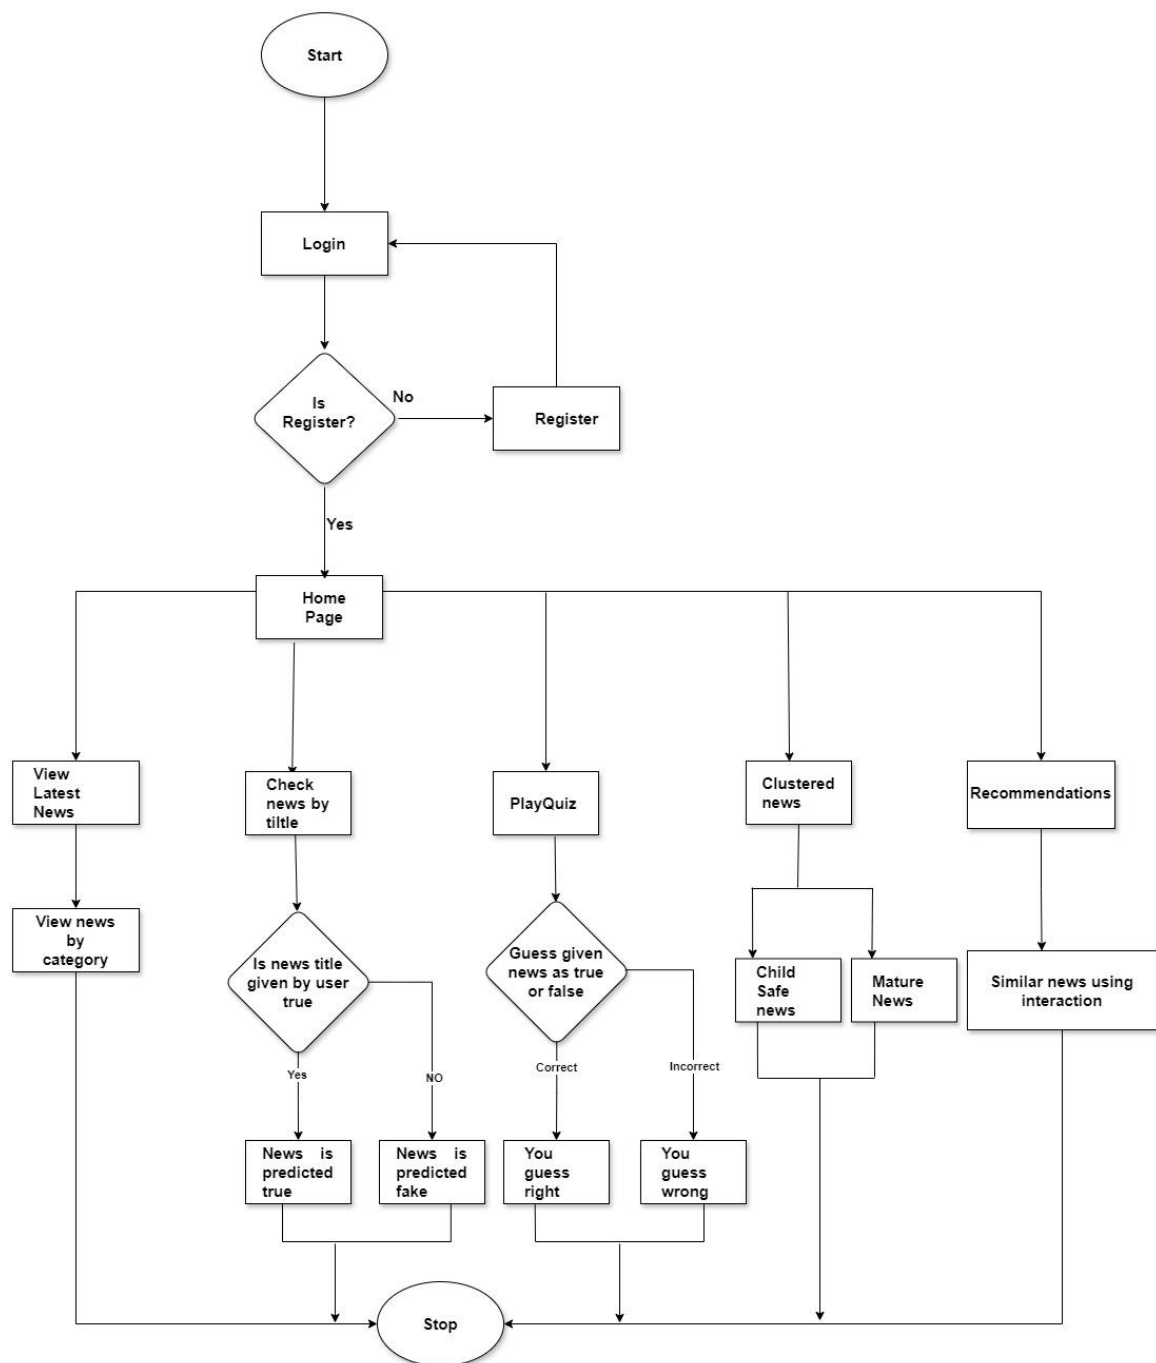 Start
Login
Is
Register?
No
Register
Yes
Home
Page
View
Latest
News
Check
news by
tiltle
PlayQuiz
Clustered
news
Recommendations
View news
by
category
Is news title
given by user
true
Guess given
news as true
or false
Child
Safe
news
Mature
News
Similar news using
interaction
Yes
NO
Correct
Incorrect
News is
predicted
true
News is
predicted
fake
You
guess
right
You
guess
wrong
Stop